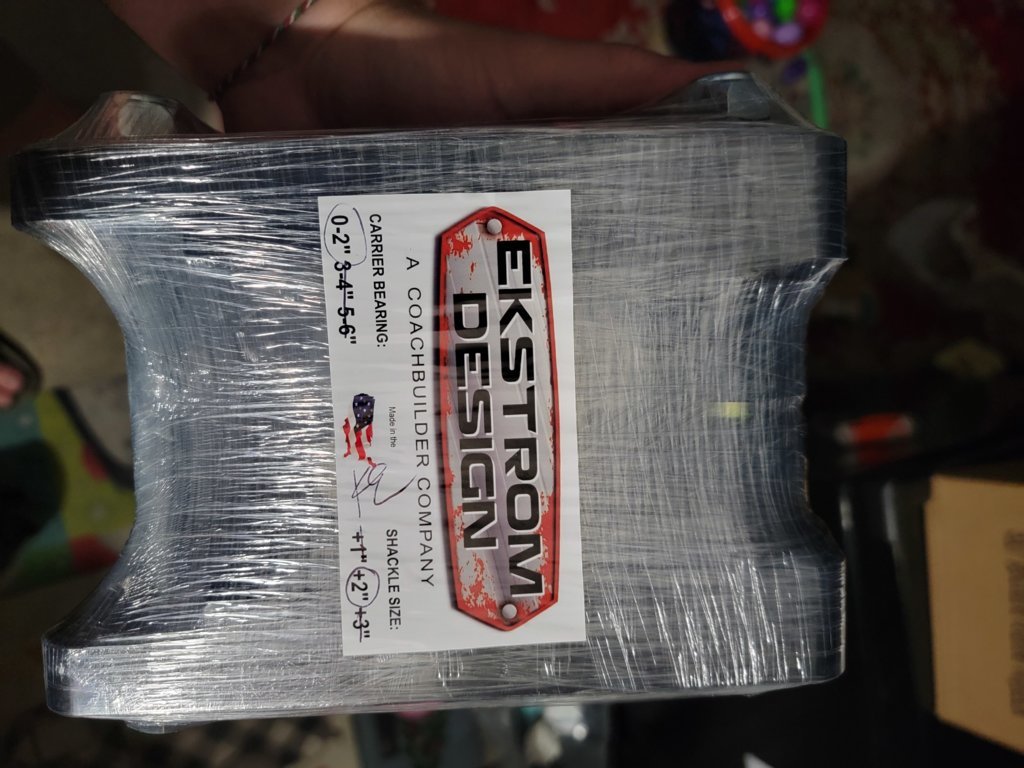 EKSTROM
DESIGN
A COACHBUILDER COMPANY
CARRIER BEARING:
0-2" 3-4" 5-6"
Made in the
SHACKLE SIZE:
+1" +2" +3"